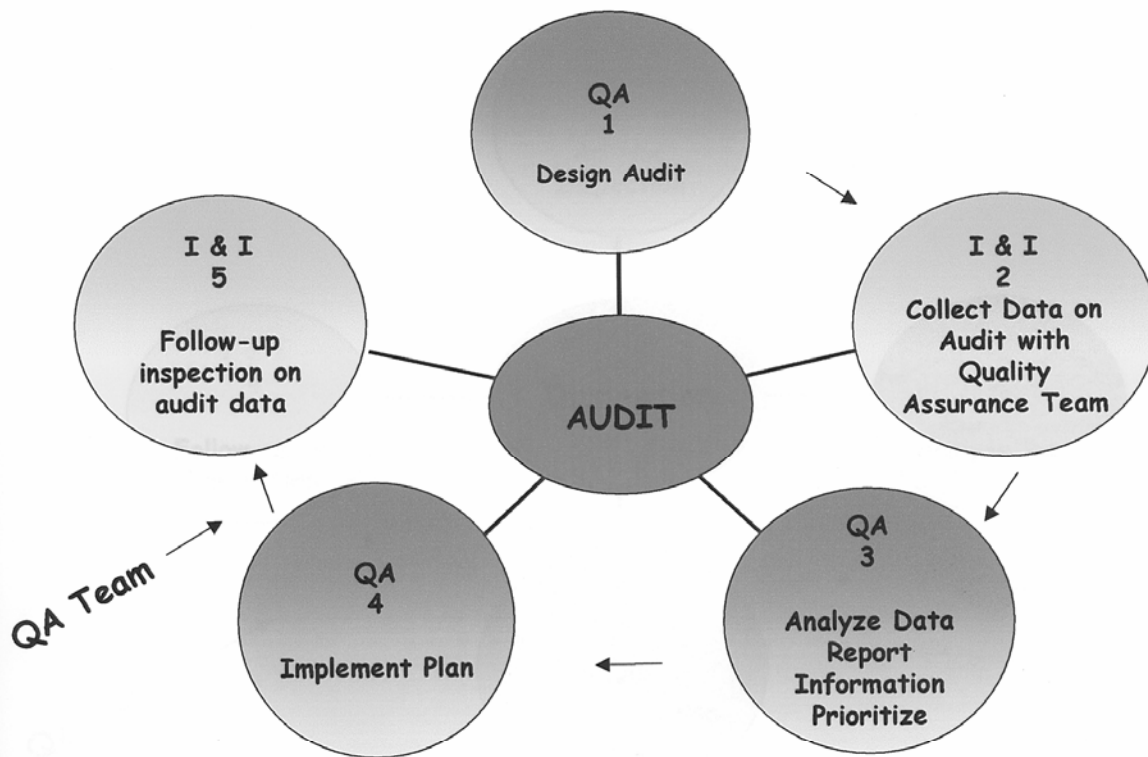 QA
1
Design Audit
I & I
2
Collect Data on
Audit with
Quality
Assurance Team
QA
3
Analyze Data
Report
Information
Prioritize
QA
4
Implement Plan
I & I
5
Follow-up
inspection on
audit data
AUDIT
QA Team